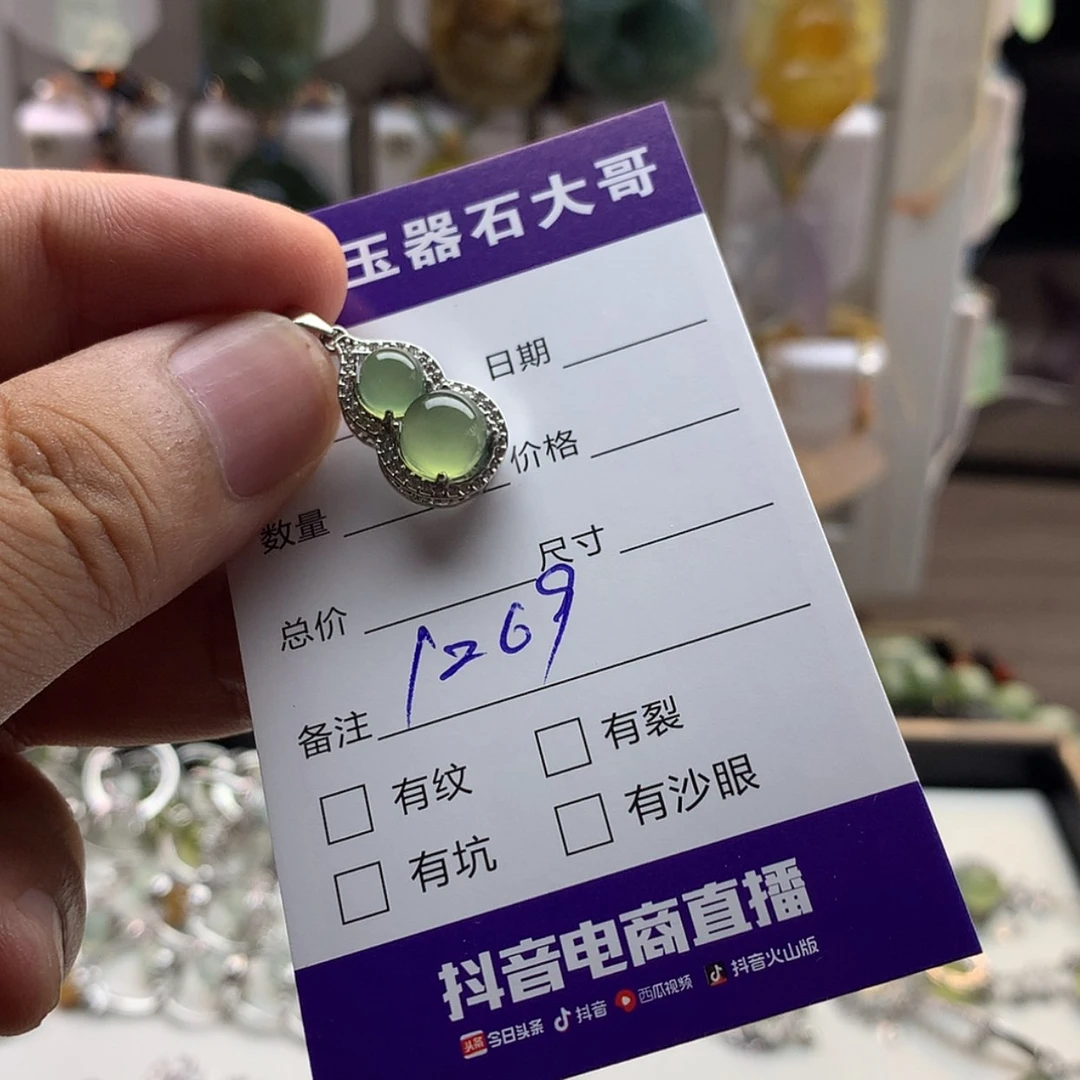 玉器石大哥
日期
价格
数量
尺寸
总价
1269
备注
有纹
有裂
有坑
有沙眼
抖音电商直播
头条 今日头条 抖音 西瓜视频 抖音火山版